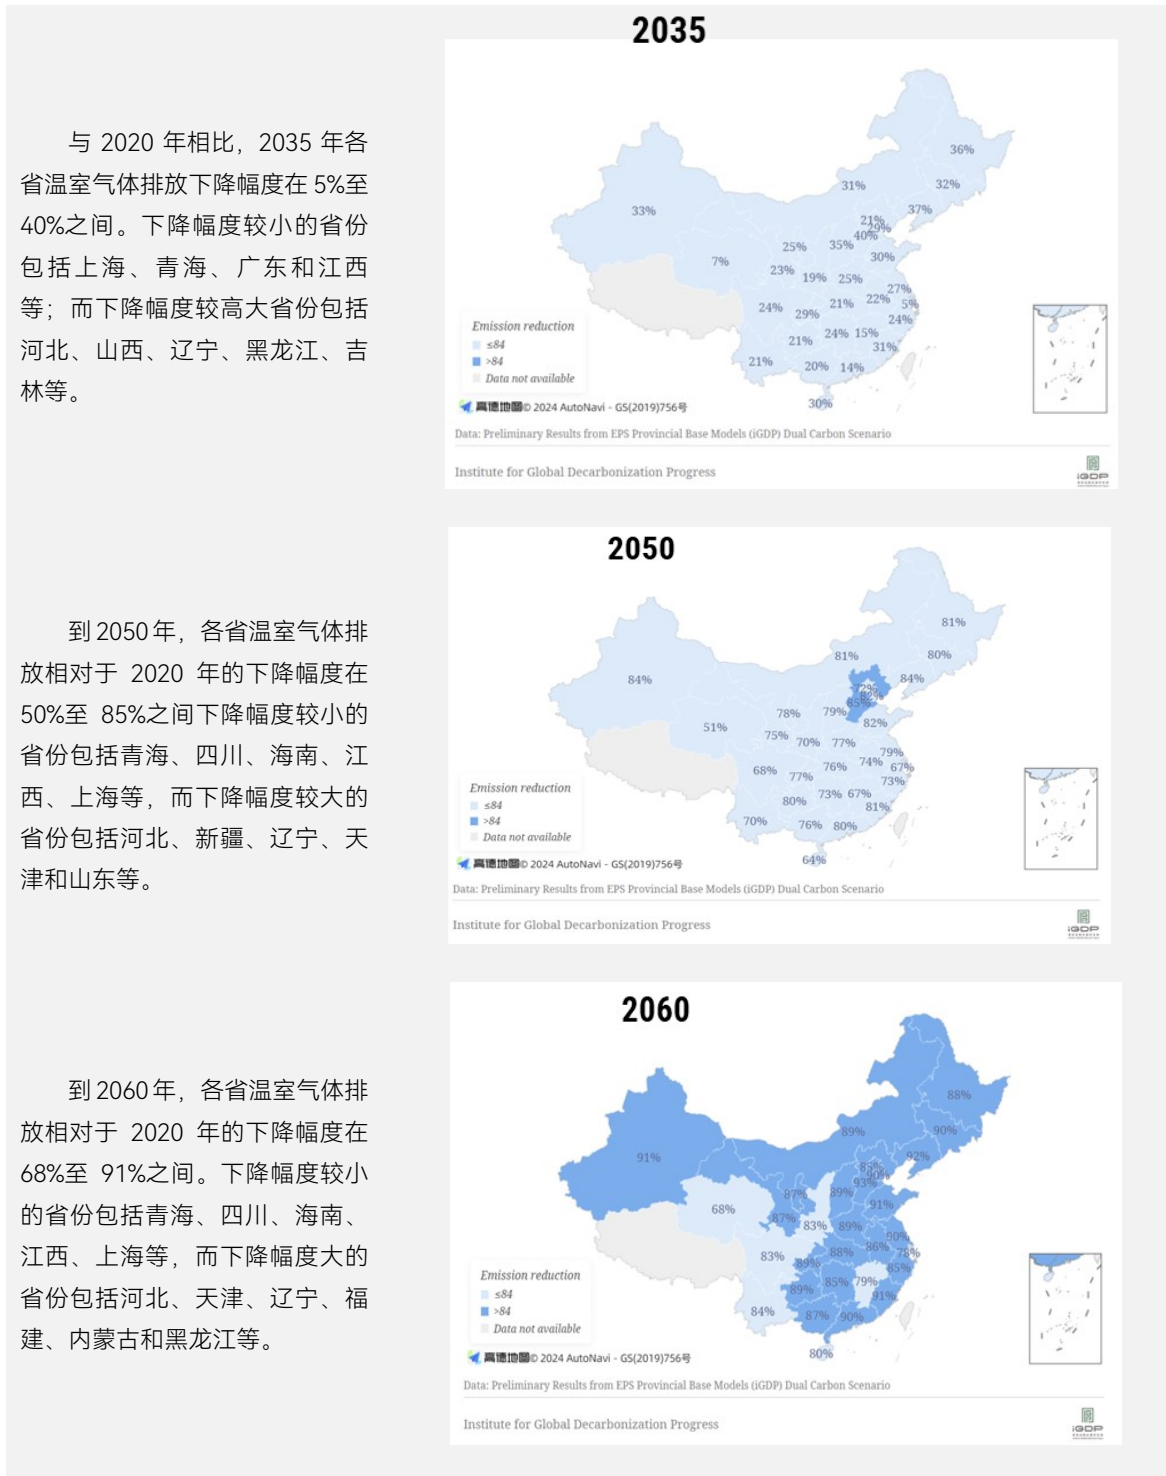 2035
与 2020 年相比，2035 年各
省温室气体排放下降幅度在 5%至
40%之间。下降幅度较小的省份
包括上海、青海、广东和江西
等；而下降幅度较高大省份包括
河北、山西、辽宁、黑龙江、吉
林等。
36%
31%
32%
33%
37%
21%
29%
40%
25%
35%
30%
7%
23%
19%
25%
27%
24%
29%
21%
22%
5%
24%
21%
24%
15%
31%
21%
20%
14%
30%
Emission reduction
≤84
>84
Data not available
高德地图© 2024 AutoNavi - GS(2019)756号
Data: Preliminary Results from EPS Provincial Base Models (iGDP) Dual Carbon Scenario
Institute for Global Decarbonization Progress
iGDP
2050
到 2050 年，各省温室气体排
放相对于 2020 年的下降幅度在
50%至 85%之间下降幅度较小的
省份包括青海、四川、海南、江
西、上海等，而下降幅度较大的
省份包括河北、新疆、辽宁、天
津和山东等。
81%
81%
80%
84%
84%
72%
85%
78%
79%
82%
51%
75%
70%
77%
79%
68%
77%
76%
74%
67%
73%
80%
73%
67%
81%
70%
76%
80%
64%
Emission reduction
≤84
>84
Data not available
高德地图© 2024 AutoNavi - GS(2019)756号
Data: Preliminary Results from EPS Provincial Base Models (iGDP) Dual Carbon Scenario
Institute for Global Decarbonization Progress
iGDP
2060
到 2060 年，各省温室气体排
放相对于 2020 年的下降幅度在
68%至 91%之间。下降幅度较小
的省份包括青海、四川、海南、
江西、上海等，而下降幅度大的
省份包括河北、天津、辽宁、福
建、内蒙古和黑龙江等。
88%
89%
90%
91%
92%
93%
87%
89%
91%
68%
87%
83%
89%
90%
83%
89%
88%
86%
78%
85%
89%
85%
79%
91%
84%
87%
90%
80%
Emission reduction
≤84
>84
Data not available
高德地图© 2024 AutoNavi - GS(2019)756号
Data: Preliminary Results from EPS Provincial Base Models (iGDP) Dual Carbon Scenario
Institute for Global Decarbonization Progress
iGDP